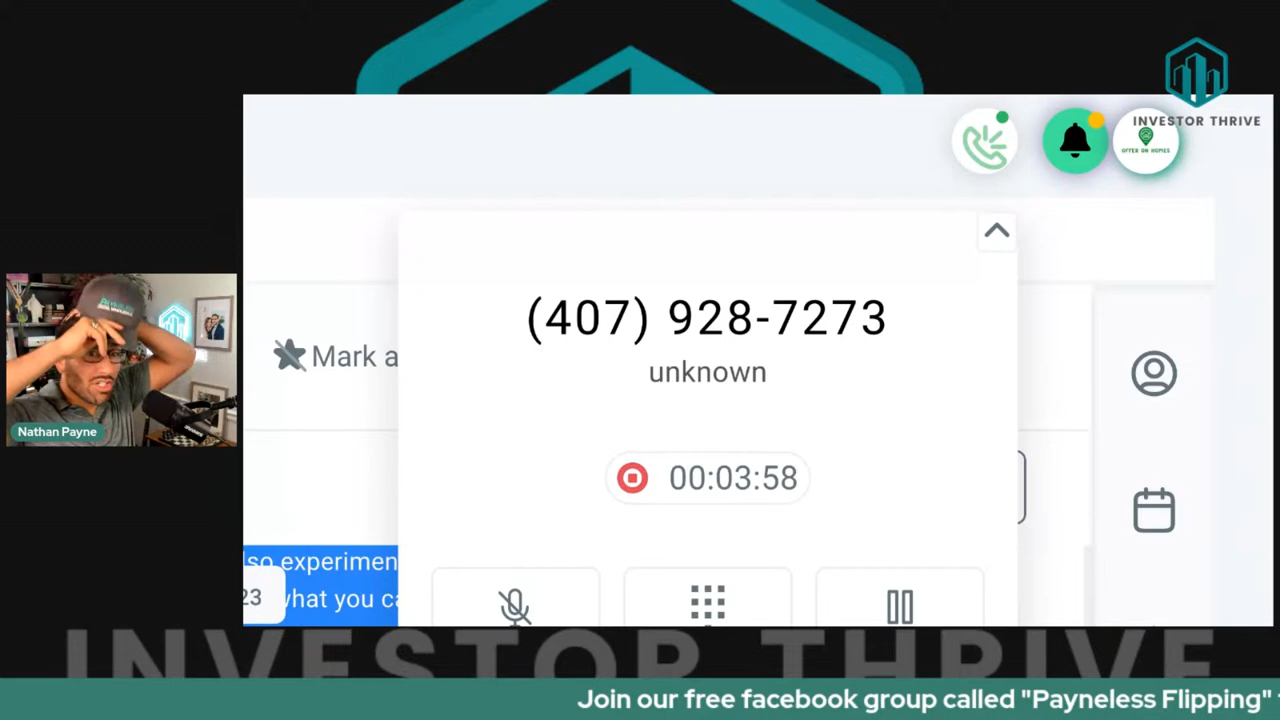 INVESTOR THRIVE
OFFER ON HOMES
(407) 928-7273
unknown
Mark a
00:03:58
so experimen
23
what you ca
Nathan Payne
INVESTOR THRIVE
Join our free facebook group called "Payneless Flipping"